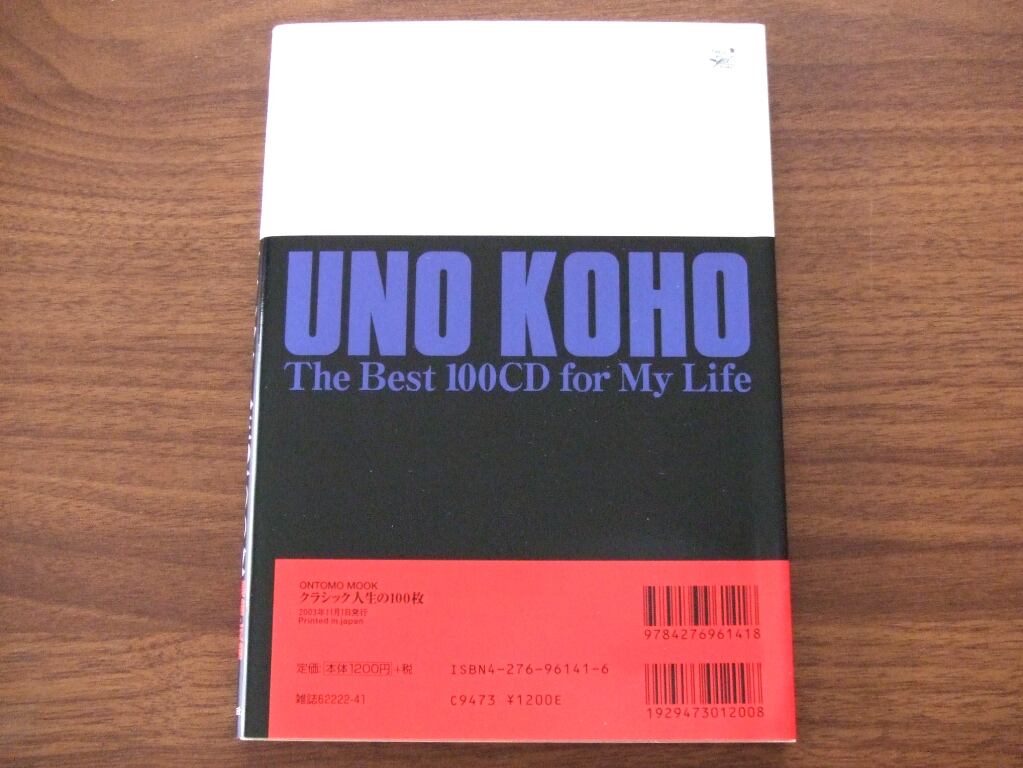 UNO KOHO
The Best 100CD for My Life
ONTOMO MOOK
クラシック人生の100枚
2003年11月1日発行
Printed in japan
9784276961418
定価:本体1200円+税
ISBN4-276-96141-6
雑誌62222-41
C9473 ¥1200E
1929473012008